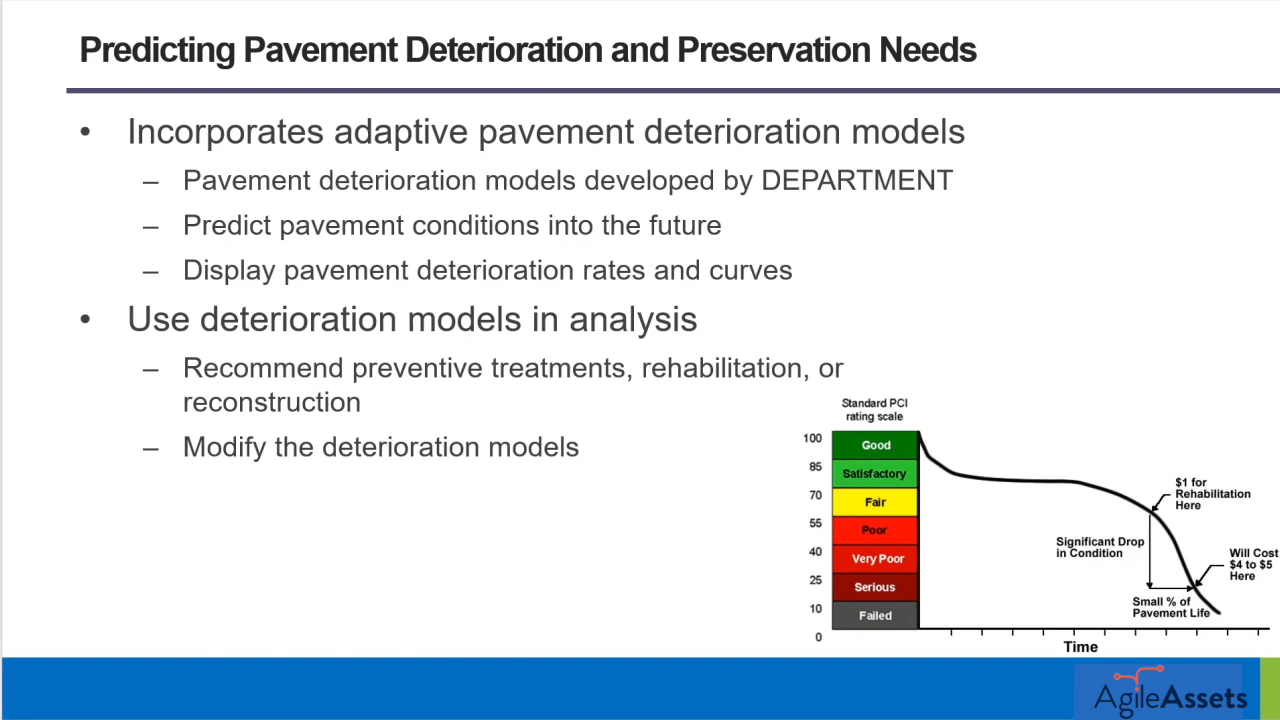 Predicting Pavement Deterioration and Preservation Needs
• Incorporates adaptive pavement deterioration models
– Pavement deterioration models developed by DEPARTMENT
– Predict pavement conditions into the future
– Display pavement deterioration rates and curves
• Use deterioration models in analysis
– Recommend preventive treatments, rehabilitation, or
reconstruction
– Modify the deterioration models
Standard PCI
rating scale
100
Good
85
Satisfactory
70
Fair
55
Poor
40
Very Poor
25
Serious
10
Failed
0
$1 for
Rehabilitation
Here
Significant Drop
in Condition
Will Cost
$4 to $5
Here
Small % of
Pavement Life
Time
AgileAssets